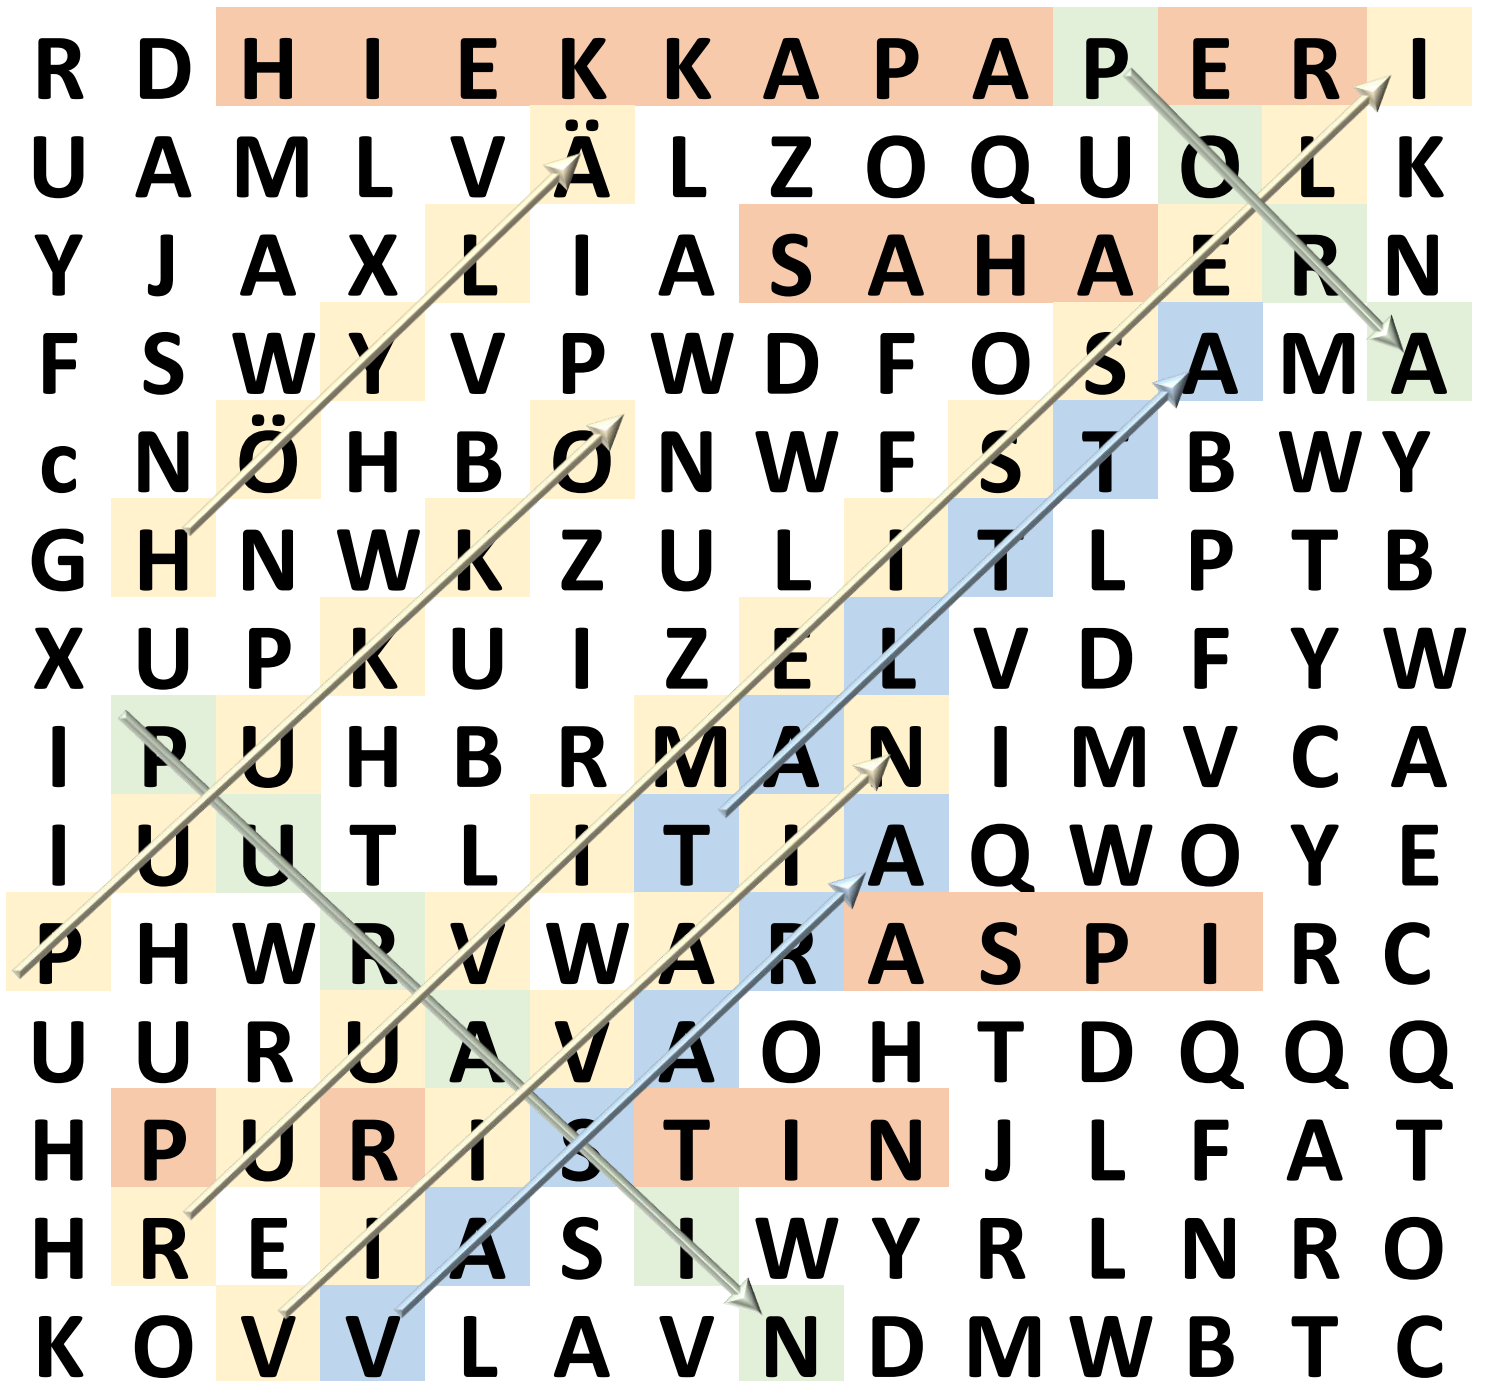 R D H I E K K A P A P E R I
U A M L V Ä L Z O Q U O L K
Y J A X L I A S A H A E R N
F S W Y V P W D F O S A M A
c N Ö H B O N W F S T B W Y
G H N W K Z U L I T L P T B
X U P K U I Z E L V D F Y W
I P U H B R M A N I M V C A
I U U T L I T I A Q W O Y E
P H W R V W A R A S P I R C
U U R U A V A O H T D Q Q Q
H P U R I S T I N J L F A T
H R E I A S I W Y R L N R O
K O V V L A V N D M W B T C